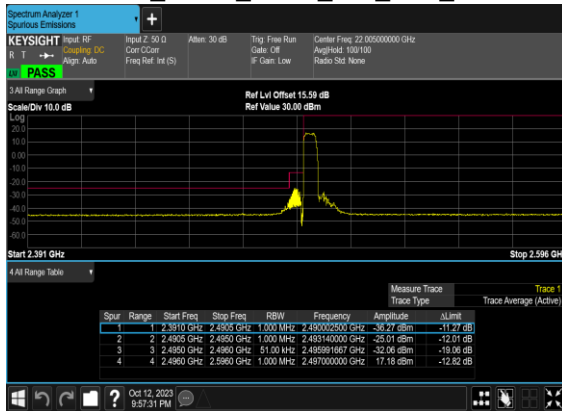 Spectrum Analyzer 1
Spurious Emissions
+
KEYSIGHT Input: RF Input Z: 50 Ω Atten: 30 dB Trig: Free Run Center Freq: 22.005000000 GHz
R T Coupling: DC Corr CCorr Gate: Off Avg|Hold: 100/100
Align: Auto Freq Ref: Int (S) IF Gain: Low Radio Std: None
LXI PASS
3 All Range Graph
Ref Lvl Offset 15.59 dB
Scale/Div 10.0 dB Ref Value 30.00 dBm
Log
20.0
10.0
0.00
-10.0
-20.0
-30.0
-40.0
-50.0
-60.0
Start 2.391 GHz Stop 2.596 GHz
4 All Range Table
Measure Trace Trace 1
Trace Type Trace Average (Active)
Spur Range Start Freq Stop Freq RBW Frequency Amplitude ΔLimit
1 1 2.3910 GHz 2.4905 GHz 1.000 MHz 2.490002500 GHz -36.27 dBm -11.27 dB
2 2 2.4905 GHz 2.4950 GHz 1.000 MHz 2.493140000 GHz -25.01 dBm -12.01 dB
3 3 2.4950 GHz 2.4960 GHz 51.00 kHz 2.495991667 GHz -32.06 dBm -19.06 dB
4 4 2.4960 GHz 2.5960 GHz 1.000 MHz 2.497000000 GHz 17.18 dBm -12.82 dB
? Oct 12, 2023
9:57:31 PM